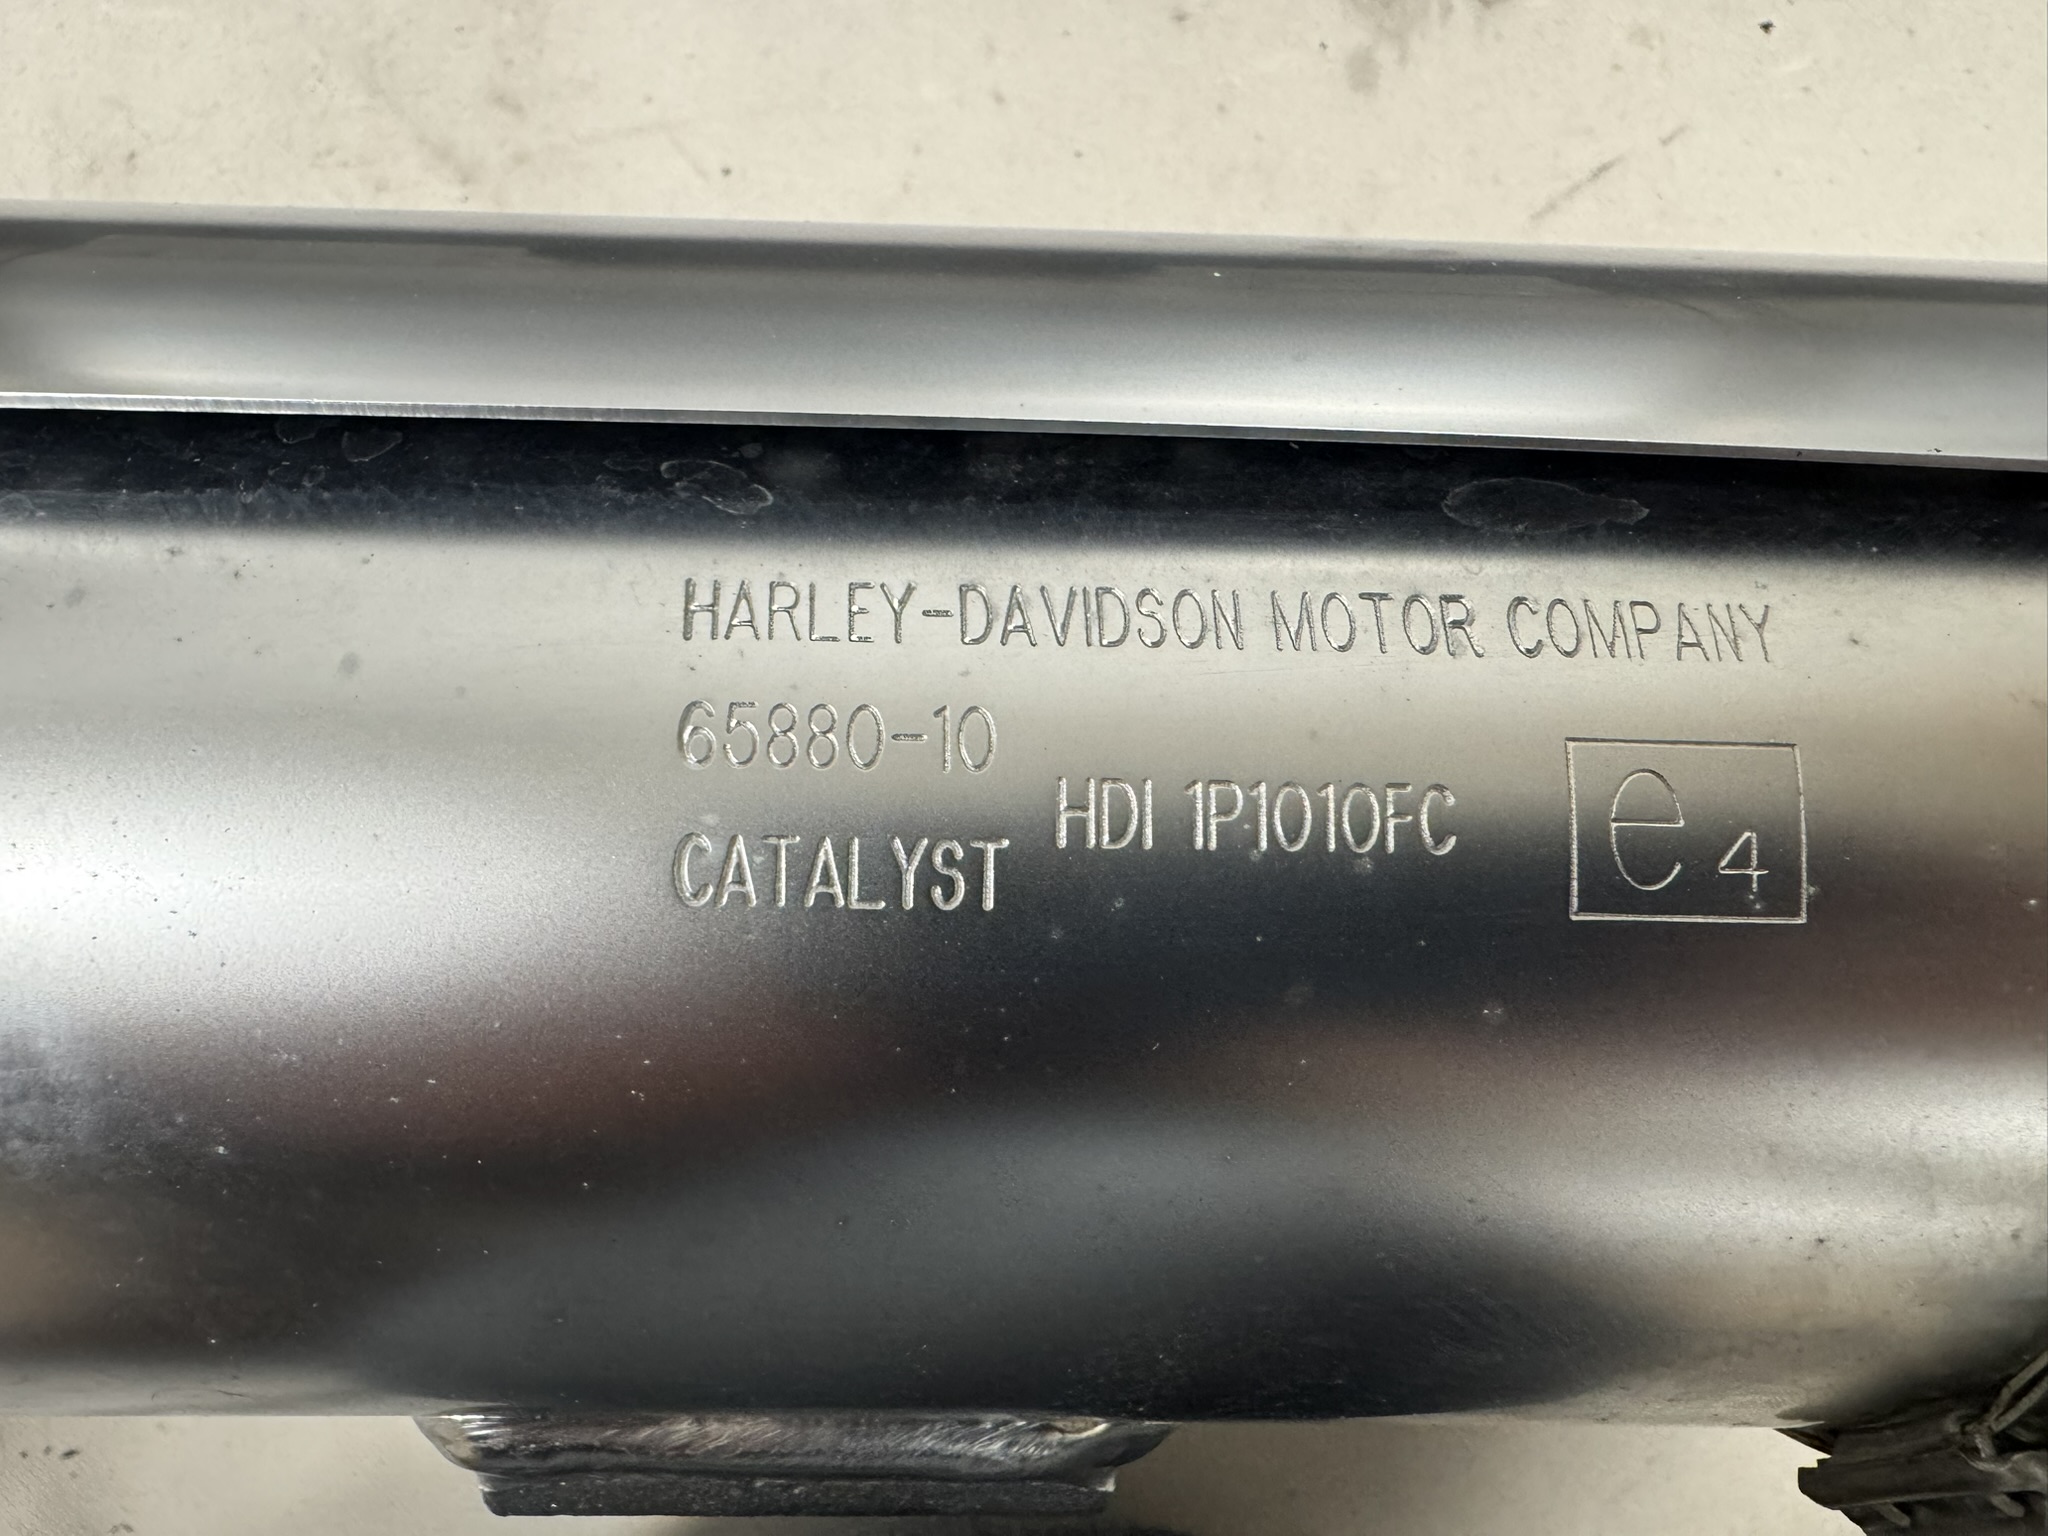 HARLEY-DAVIDSON MOTOR COMPANY
65880-10
HDI 1P1010FC
CATALYST
e4